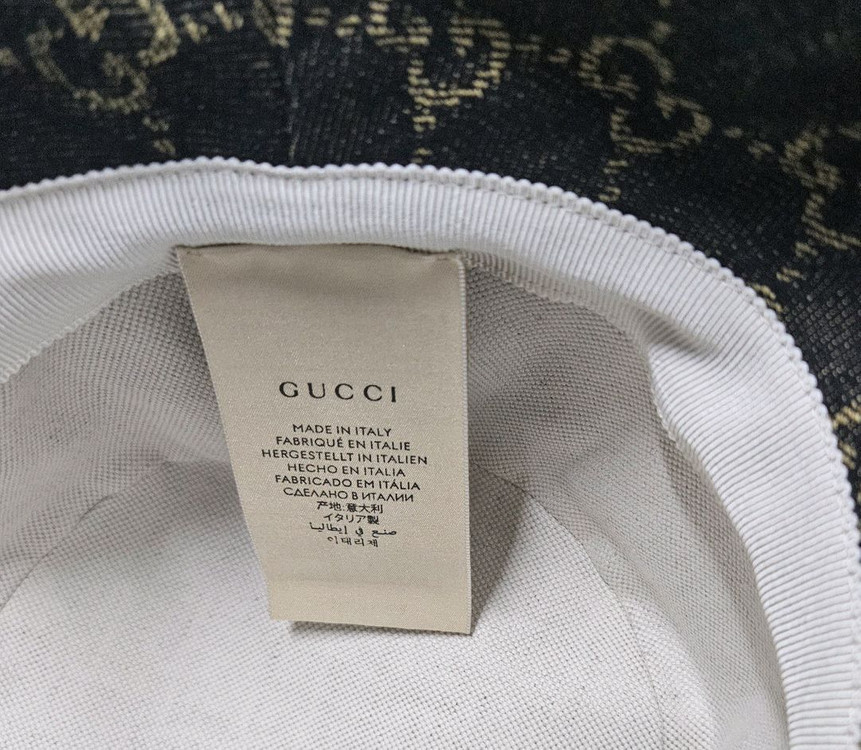 GUCCI
MADE IN ITALY
FABRIQUÉ EN ITALIE
HERGESTELLT IN ITALIEN
HECHO EN ITALIA
FABRICADO EM ITÁLIA
СДЕЛАНО В ИТАЛИИ
产地:意大利
イタリア製
صنع في إيطاليا
이태리제